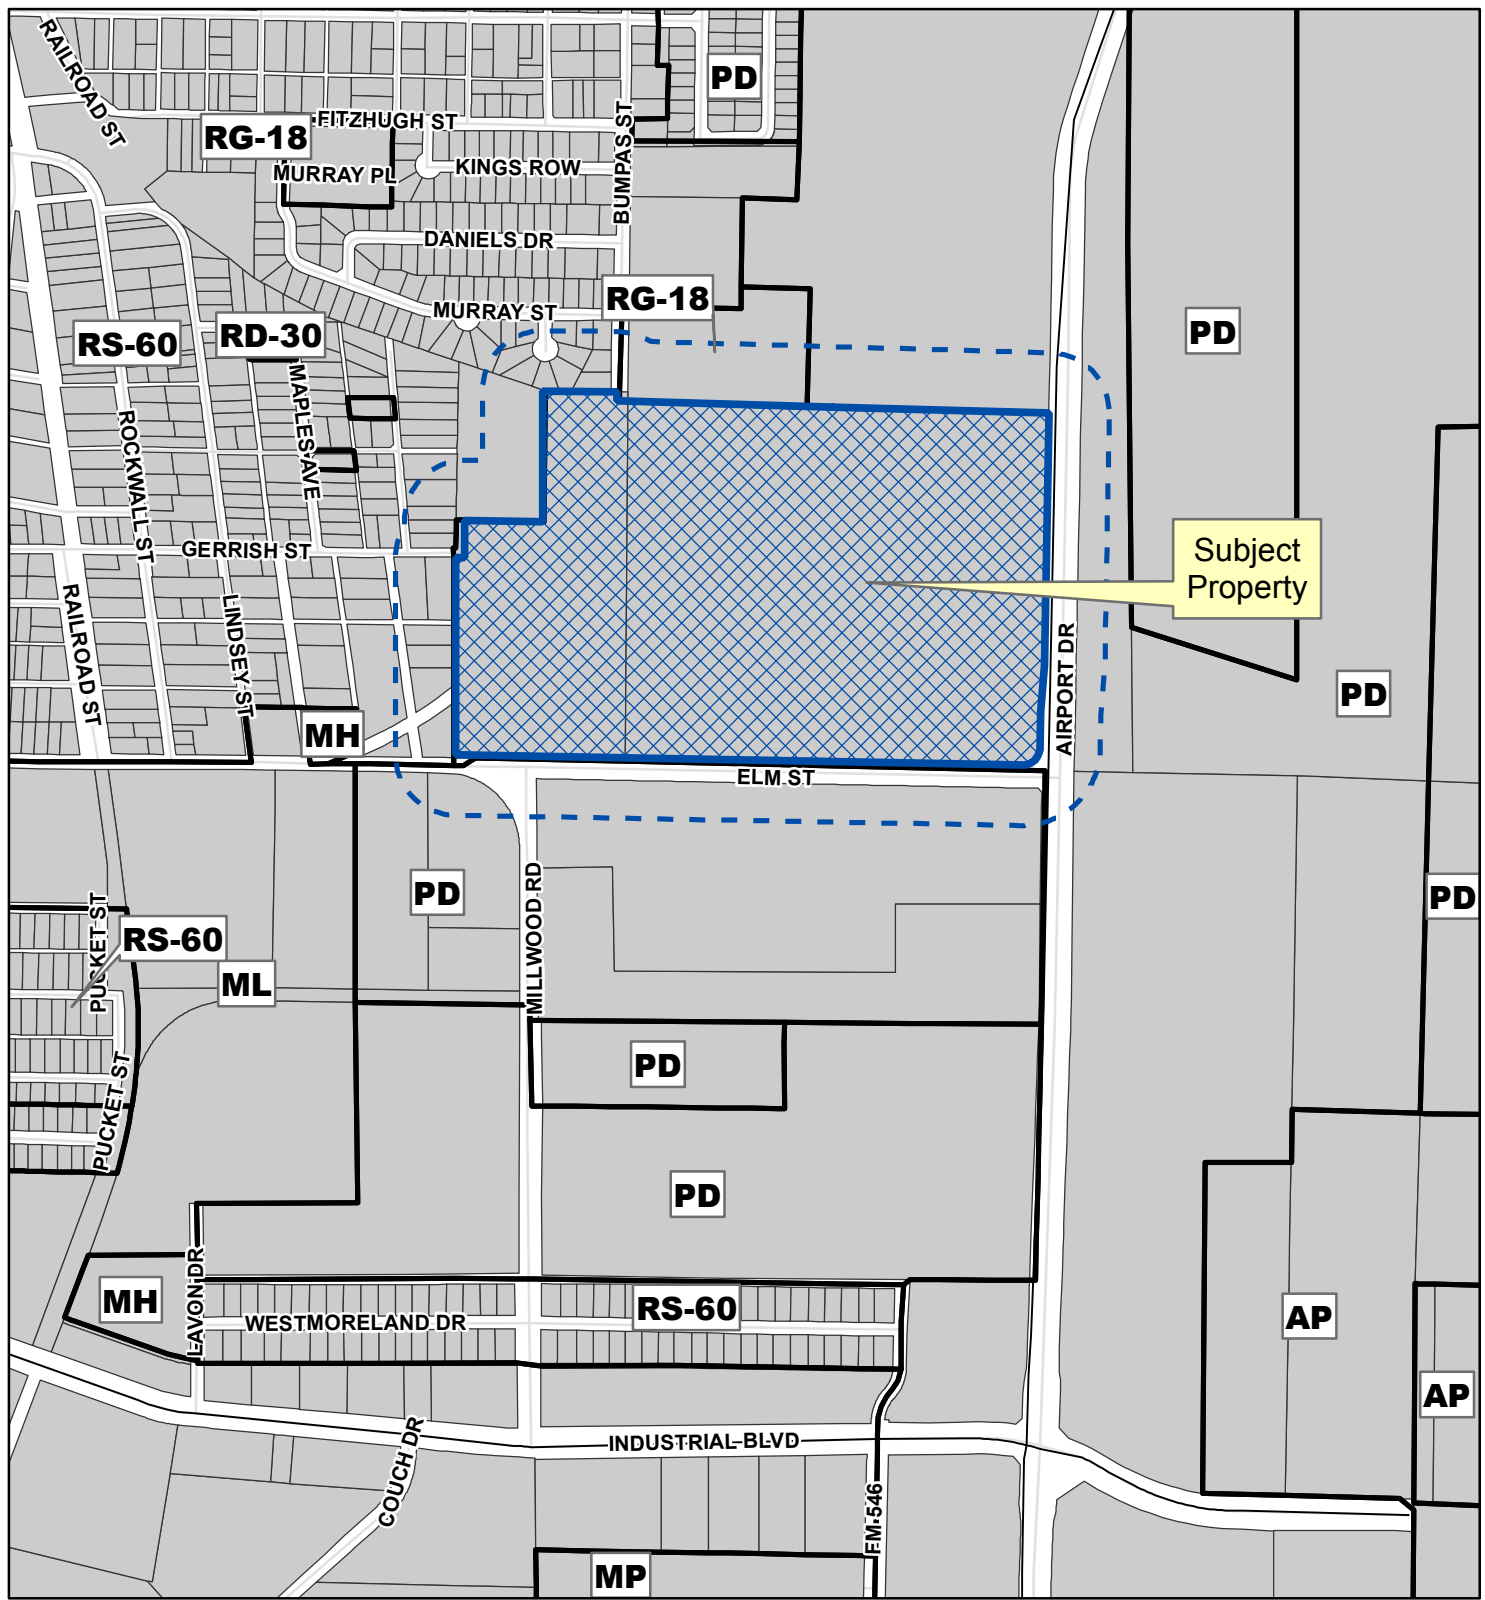 RAILROAD ST
PD
FITZHUGH ST
RG-18
BUMPAS ST
KINGS ROW
MURRAY PL
DANIELS DR
RG-18
MURRAY ST
PD
RS-60
RD-30
MAPLES AVE
ROCKWALL ST
Subject
Property
GERRISH ST
RAILROAD ST
LINDSEY ST
AIRPORT DR
PD
MH
ELM ST
PD
MILLWOOD RD
PD
PUCKET ST
RS-60
ML
PD
PUCKET ST
PD
LAVON DR
MH
RS-60
WESTMORELAND DR
AP
AP
COUCH DR
INDUSTRIAL BLVD
FM 546
MP